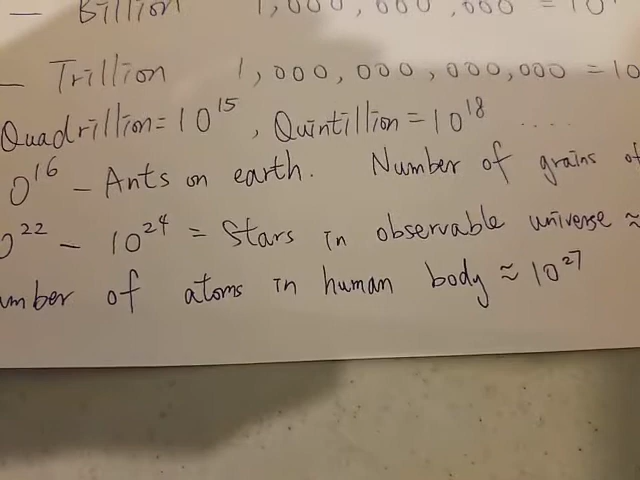 — Billion 1,000,000,000 = 10
— Trillion 1,000,000,000,000 = 10
Quadrillion = 10^15, Quintillion = 10^18 ....
0^16 – Ants on earth. Number of grains of
0^22 – 10^24 = Stars in observable universe ≈
umber of atoms in human body ≈ 10^27